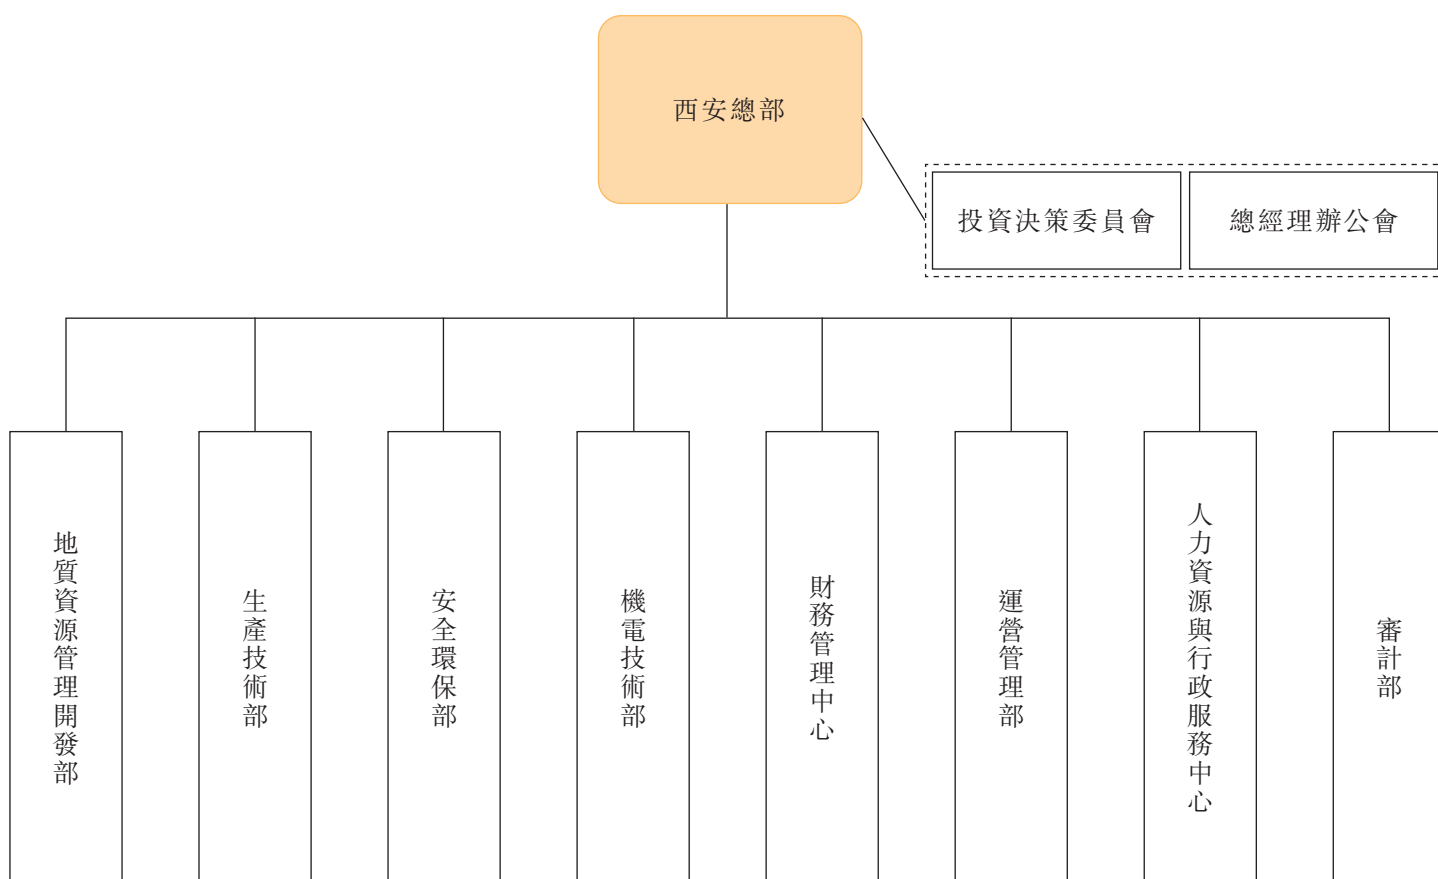 西安總部
投資決策委員會
總經理辦公會
地質資源管理開發部
生產技術部
安全環保部
機電技術部
財務管理中心
運營管理部
人力資源與行政服務中心
審計部